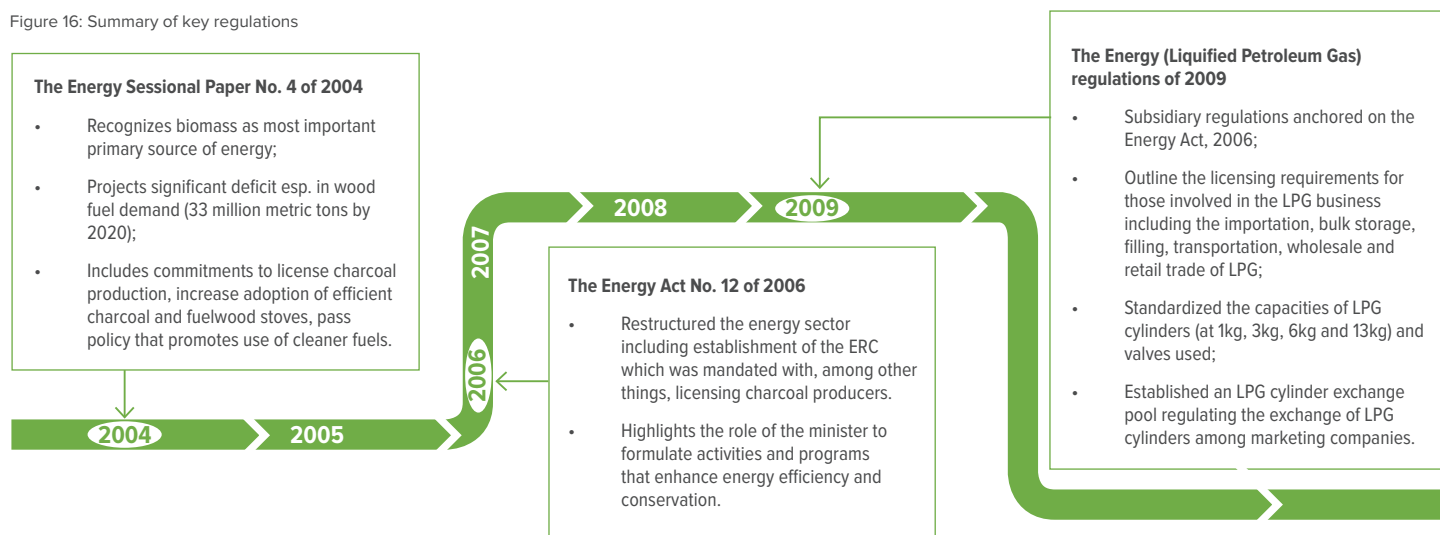 Figure 16: Summary of key regulations
The Energy Sessional Paper No. 4 of 2004
• Recognizes biomass as most important
primary source of energy;
• Projects significant deficit esp. in wood
fuel demand (33 million metric tons by
2020);
• Includes commitments to license charcoal
production, increase adoption of efficient
charcoal and fuelwood stoves, pass
policy that promotes use of cleaner fuels.
2004
2005
2006
2007
2008
2009
The Energy Act No. 12 of 2006
• Restructured the energy sector
including establishment of the ERC
which was mandated with, among other
things, licensing charcoal producers.
• Highlights the role of the minister to
formulate activities and programs
that enhance energy efficiency and
conservation.
The Energy (Liquified Petroleum Gas)
regulations of 2009
• Subsidiary regulations anchored on the
Energy Act, 2006;
• Outline the licensing requirements for
those involved in the LPG business
including the importation, bulk storage,
filling, transportation, wholesale and
retail trade of LPG;
• Standardized the capacities of LPG
cylinders (at 1kg, 3kg, 6kg and 13kg) and
valves used;
• Established an LPG cylinder exchange
pool regulating the exchange of LPG
cylinders among marketing companies.